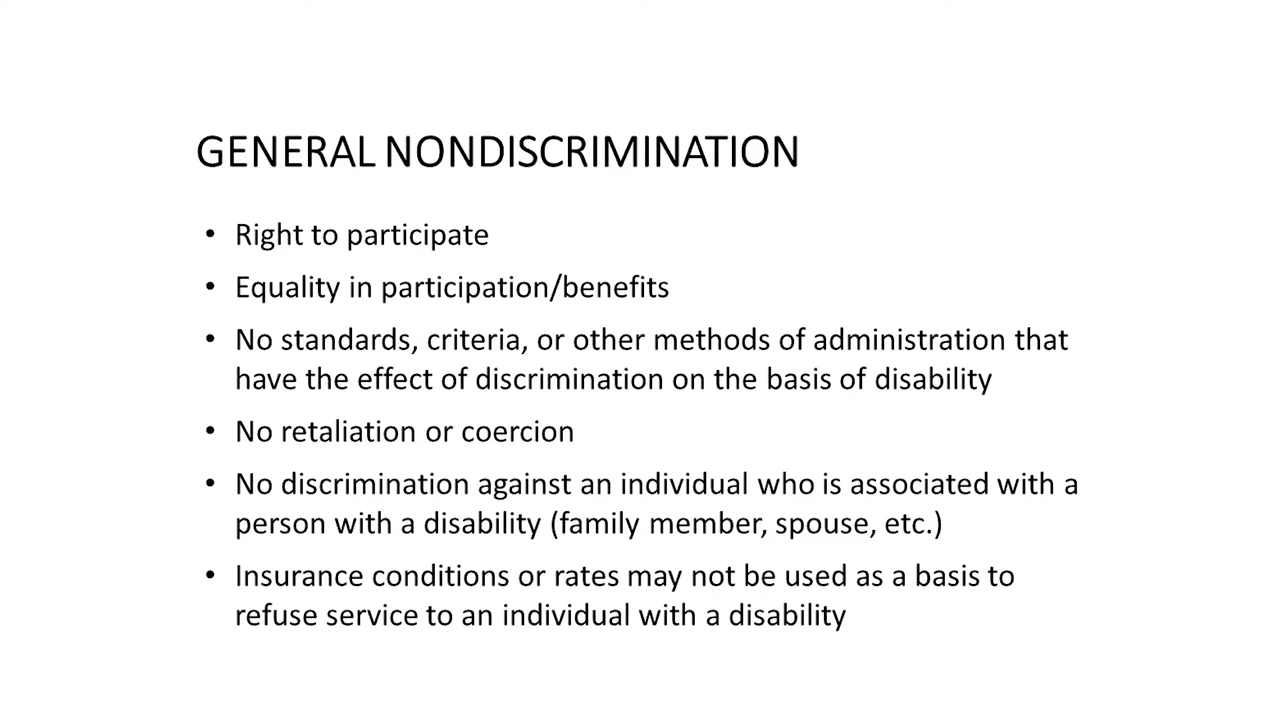 GENERAL NONDISCRIMINATION
• Right to participate
• Equality in participation/benefits
• No standards, criteria, or other methods of administration that
have the effect of discrimination on the basis of disability
• No retaliation or coercion
• No discrimination against an individual who is associated with a
person with a disability (family member, spouse, etc.)
• Insurance conditions or rates may not be used as a basis to
refuse service to an individual with a disability